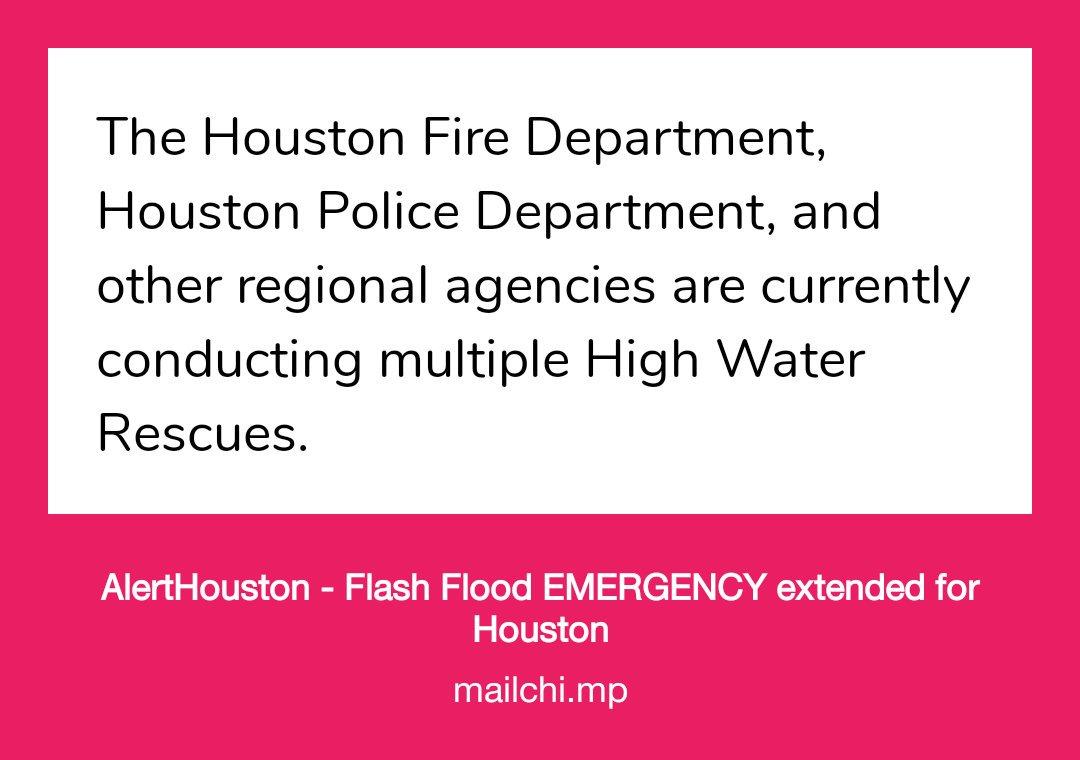 The Houston Fire Department,
Houston Police Department, and
other regional agencies are currently
conducting multiple High Water
Rescues.
AlertHouston - Flash Flood EMERGENCY extended for
Houston
mailchi.mp